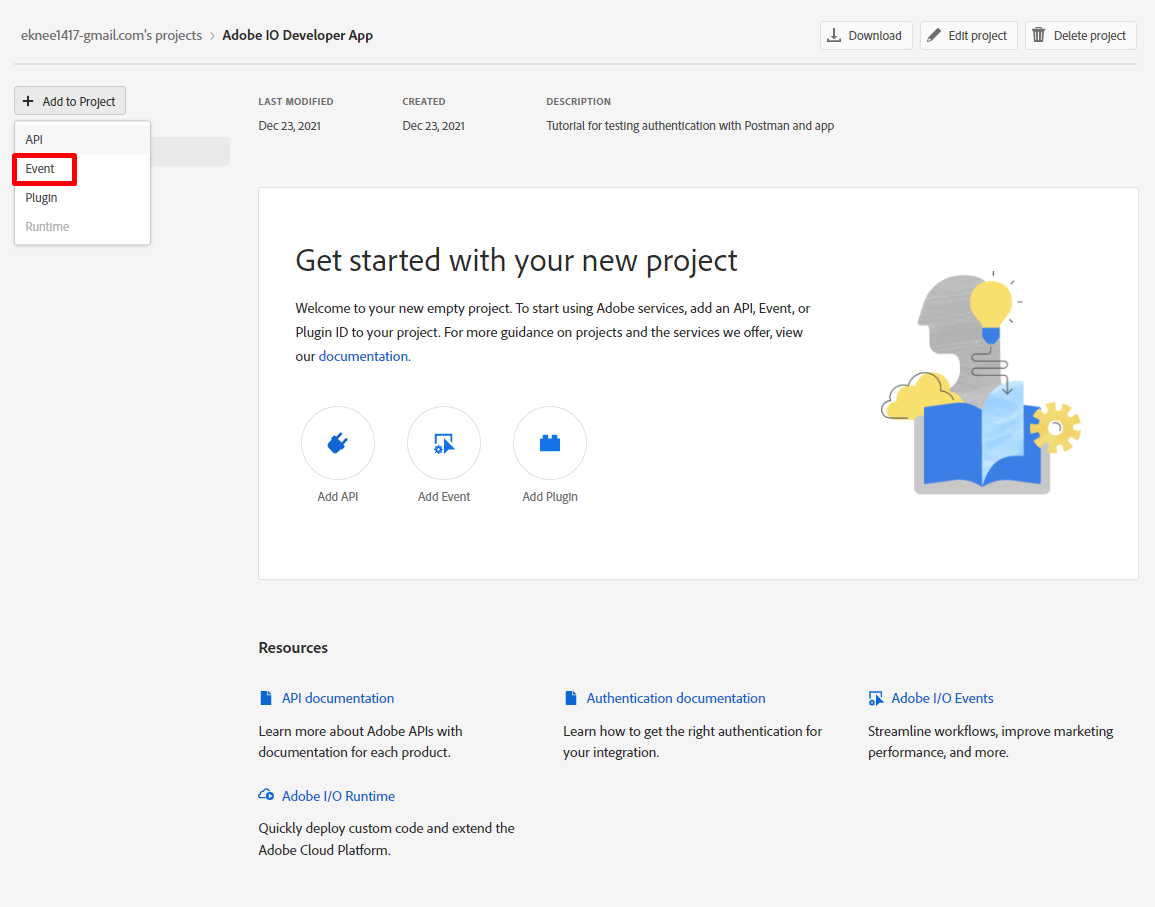 eknee1417-gmail.com's projects › Adobe IO Developer App
Download
Edit project
Delete project
+ Add to Project
API
Event
Plugin
Runtime
LAST MODIFIED
Dec 23, 2021
CREATED
Dec 23, 2021
DESCRIPTION
Tutorial for testing authentication with Postman and app
Get started with your new project
Welcome to your new empty project. To start using Adobe services, add an API, Event, or
Plugin ID to your project. For more guidance on projects and the services we offer, view
our documentation.
Add API
Add Event
Add Plugin
Resources
API documentation
Learn more about Adobe APIs with
documentation for each product.
Authentication documentation
Learn how to get the right authentication for
your integration.
Adobe I/O Events
Streamline workflows, improve marketing
performance, and more.
Adobe I/O Runtime
Quickly deploy custom code and extend the
Adobe Cloud Platform.